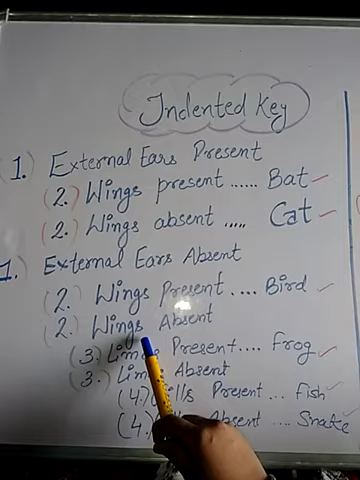 Indented Key
1. External Ears Present
(2.) Wings present ...... Bat
(2.) Wings absent ..... Cat
1. External Ears Absent
(2.) Wings Present .... Bird
(2.) Wings Absent
(3.) Present.... Frog
(3.) Absent
(4.) Present ... Fish
(4.) Absent .... Snake